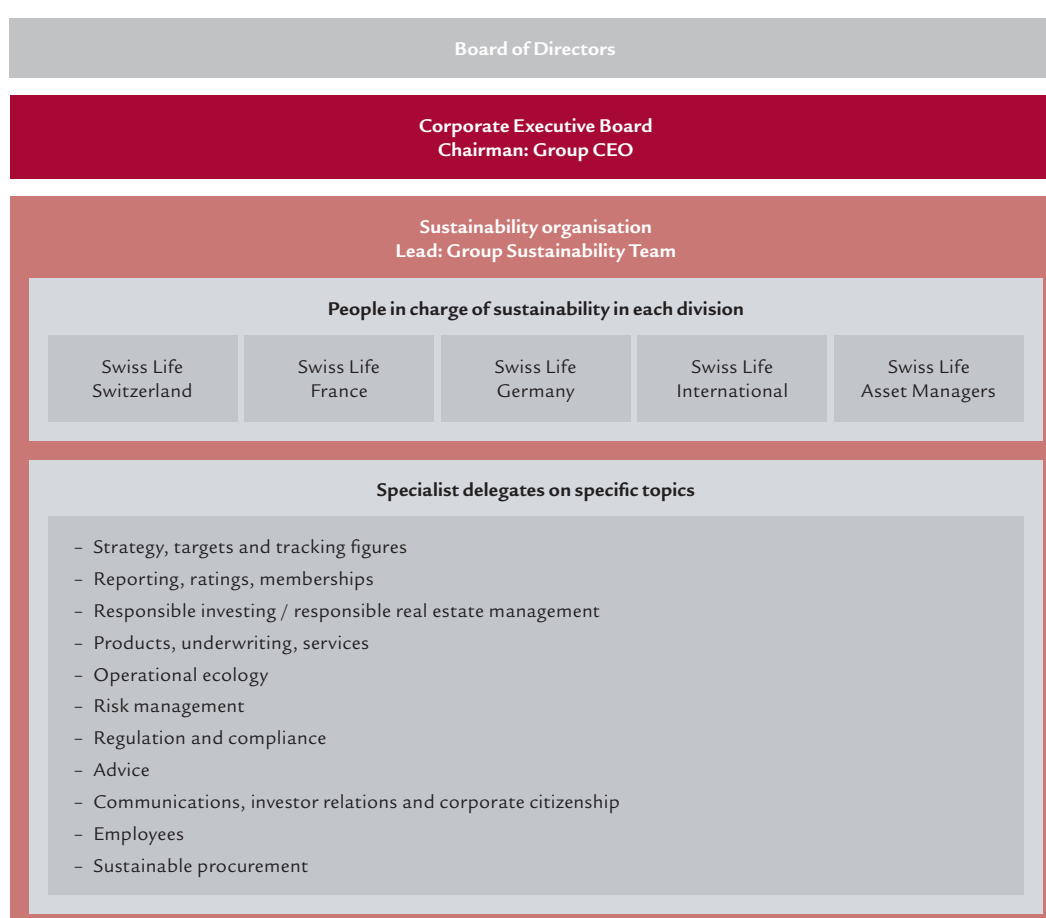 Board of Directors
Corporate Executive Board
Chairman: Group CEO
Sustainability organisation
Lead: Group Sustainability Team
People in charge of sustainability in each division
Swiss Life
Switzerland
Swiss Life
France
Swiss Life
Germany
Swiss Life
International
Swiss Life
Asset Managers
Specialist delegates on specific topics
– Strategy, targets and tracking figures
– Reporting, ratings, memberships
– Responsible investing / responsible real estate management
– Products, underwriting, services
– Operational ecology
– Risk management
– Regulation and compliance
– Advice
– Communications, investor relations and corporate citizenship
– Employees
– Sustainable procurement